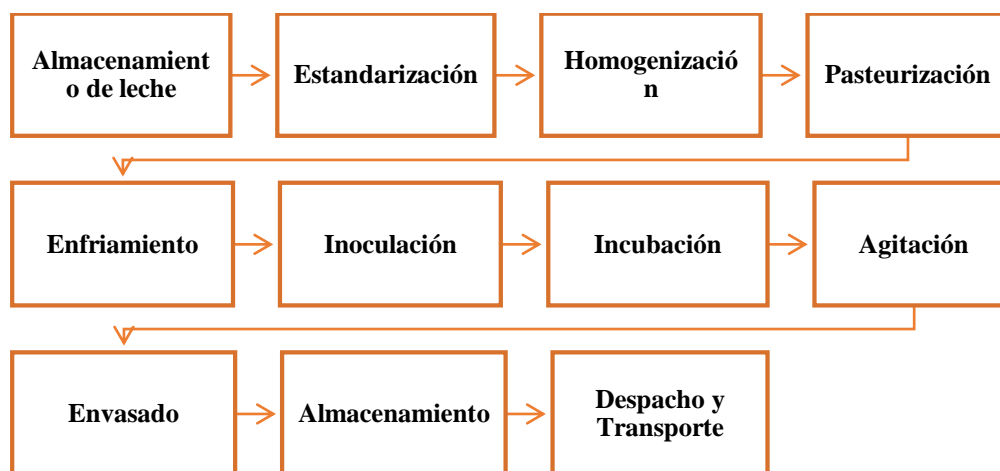 Almacenamient
o de leche
Estandarización
Homogenizació
n
Pasteurización
Enfriamiento
Inoculación
Incubación
Agitación
Envasado
Almacenamiento
Despacho y
Transporte